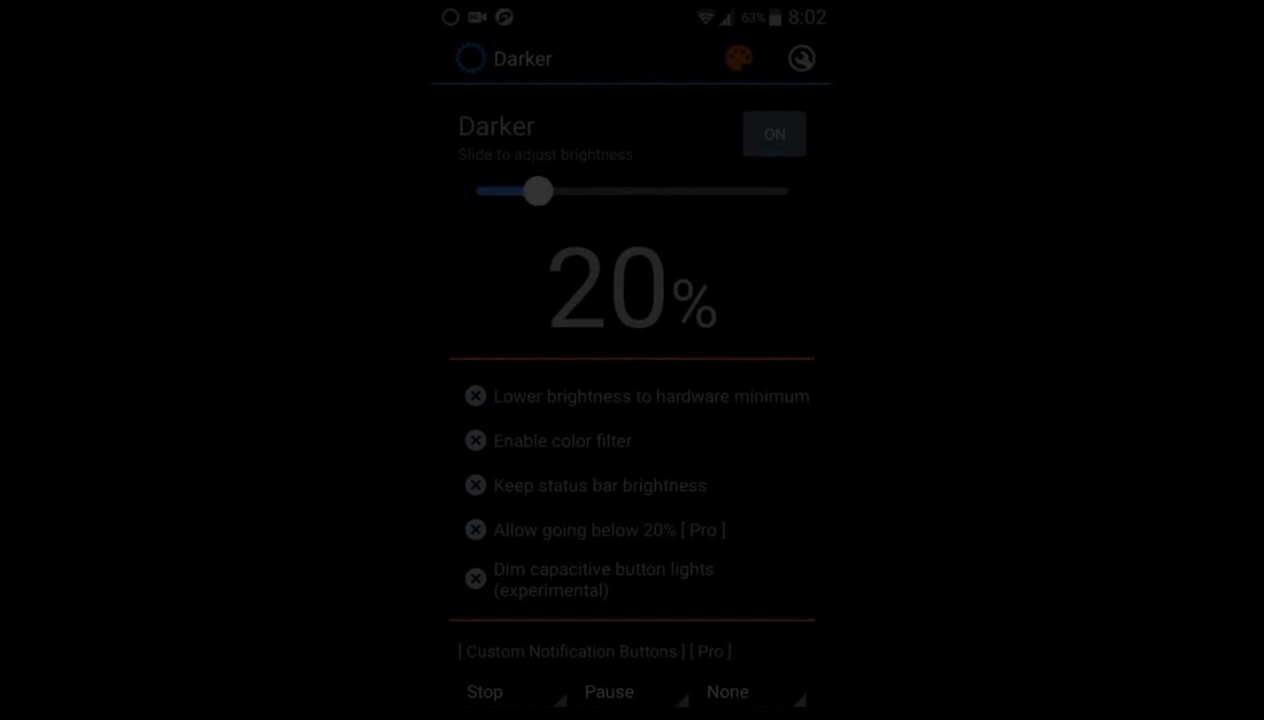 63% 8:02
Darker
Darker
ON
Slide to adjust brightness
20%
Lower brightness to hardware minimum
Enable color filter
Keep status bar brightness
Allow going below 20% [ Pro ]
Dim capacitive button lights
(experimental)
[ Custom Notification Buttons ] [ Pro ]
Stop Pause None